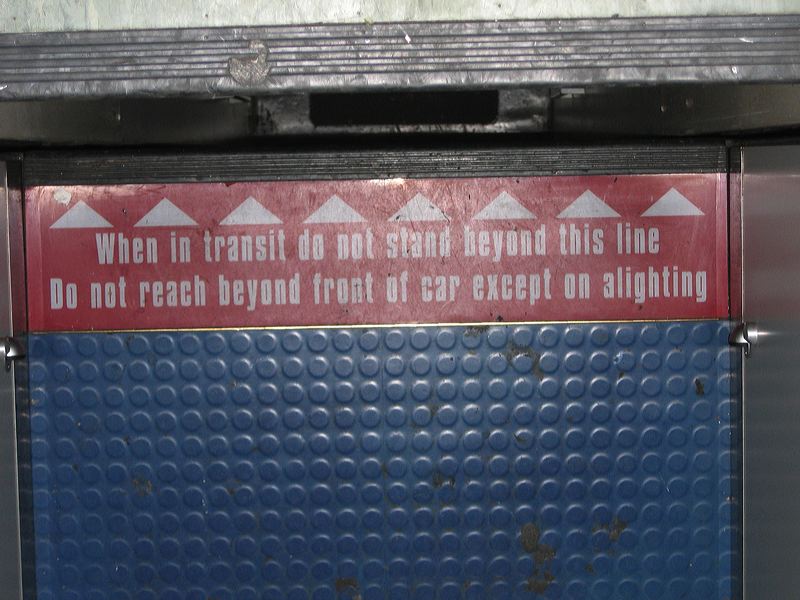 When in transit do not stand beyond this line
Do not reach beyond front of car except on alighting